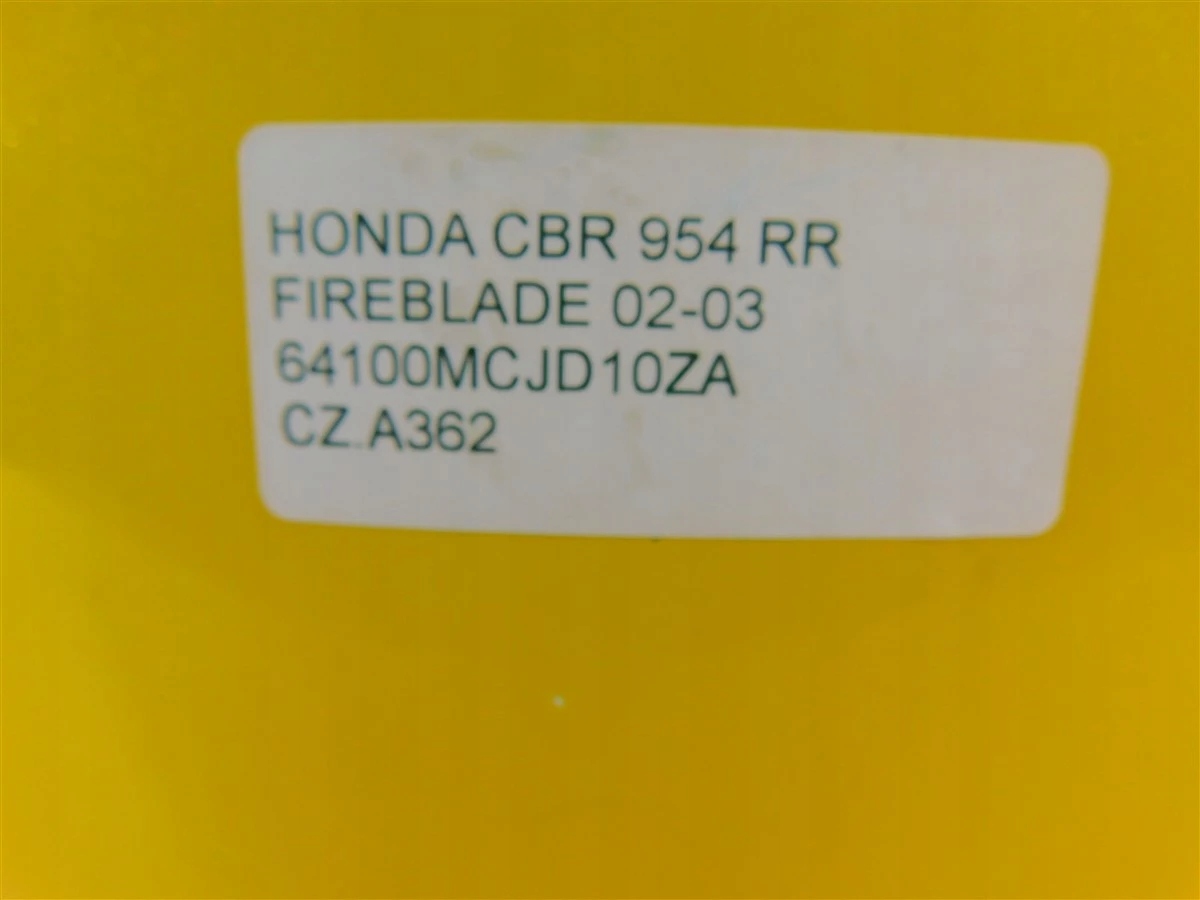 HONDA CBR 954 RR
FIREBLADE 02-03
64100MCJD10ZA
CZ.A362